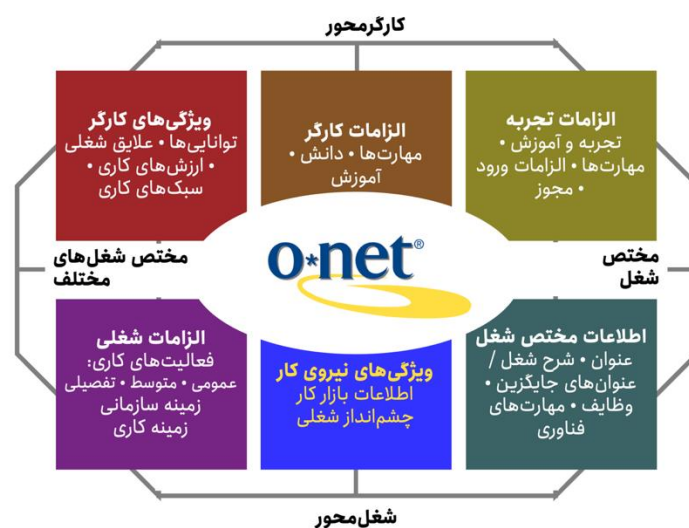 کارگرمحور
ویژگی‌های کارگر
توانایی‌ها • علایق شغلی
• ارزش‌های کاری •
سبک‌های کاری
الزامات کارگر
مهارت‌ها • دانش •
آموزش
الزامات تجربه
تجربه و آموزش •
مهارت‌ها • الزامات ورود
• مجوز
o*net®
مختص شغل‌های
مختلف
مختص
شغل
الزامات شغلی
فعالیت‌های کاری:
عمومی • متوسط • تفصیلی
زمینه سازمانی
زمینه کاری
ویژگی‌های نیروی کار
اطلاعات بازار کار
چشم‌انداز شغلی
اطلاعات مختص شغل
عنوان • شرح شغل /
عنوان‌های جایگزین •
وظایف • مهارت‌های
فناوری
شغل‌محور